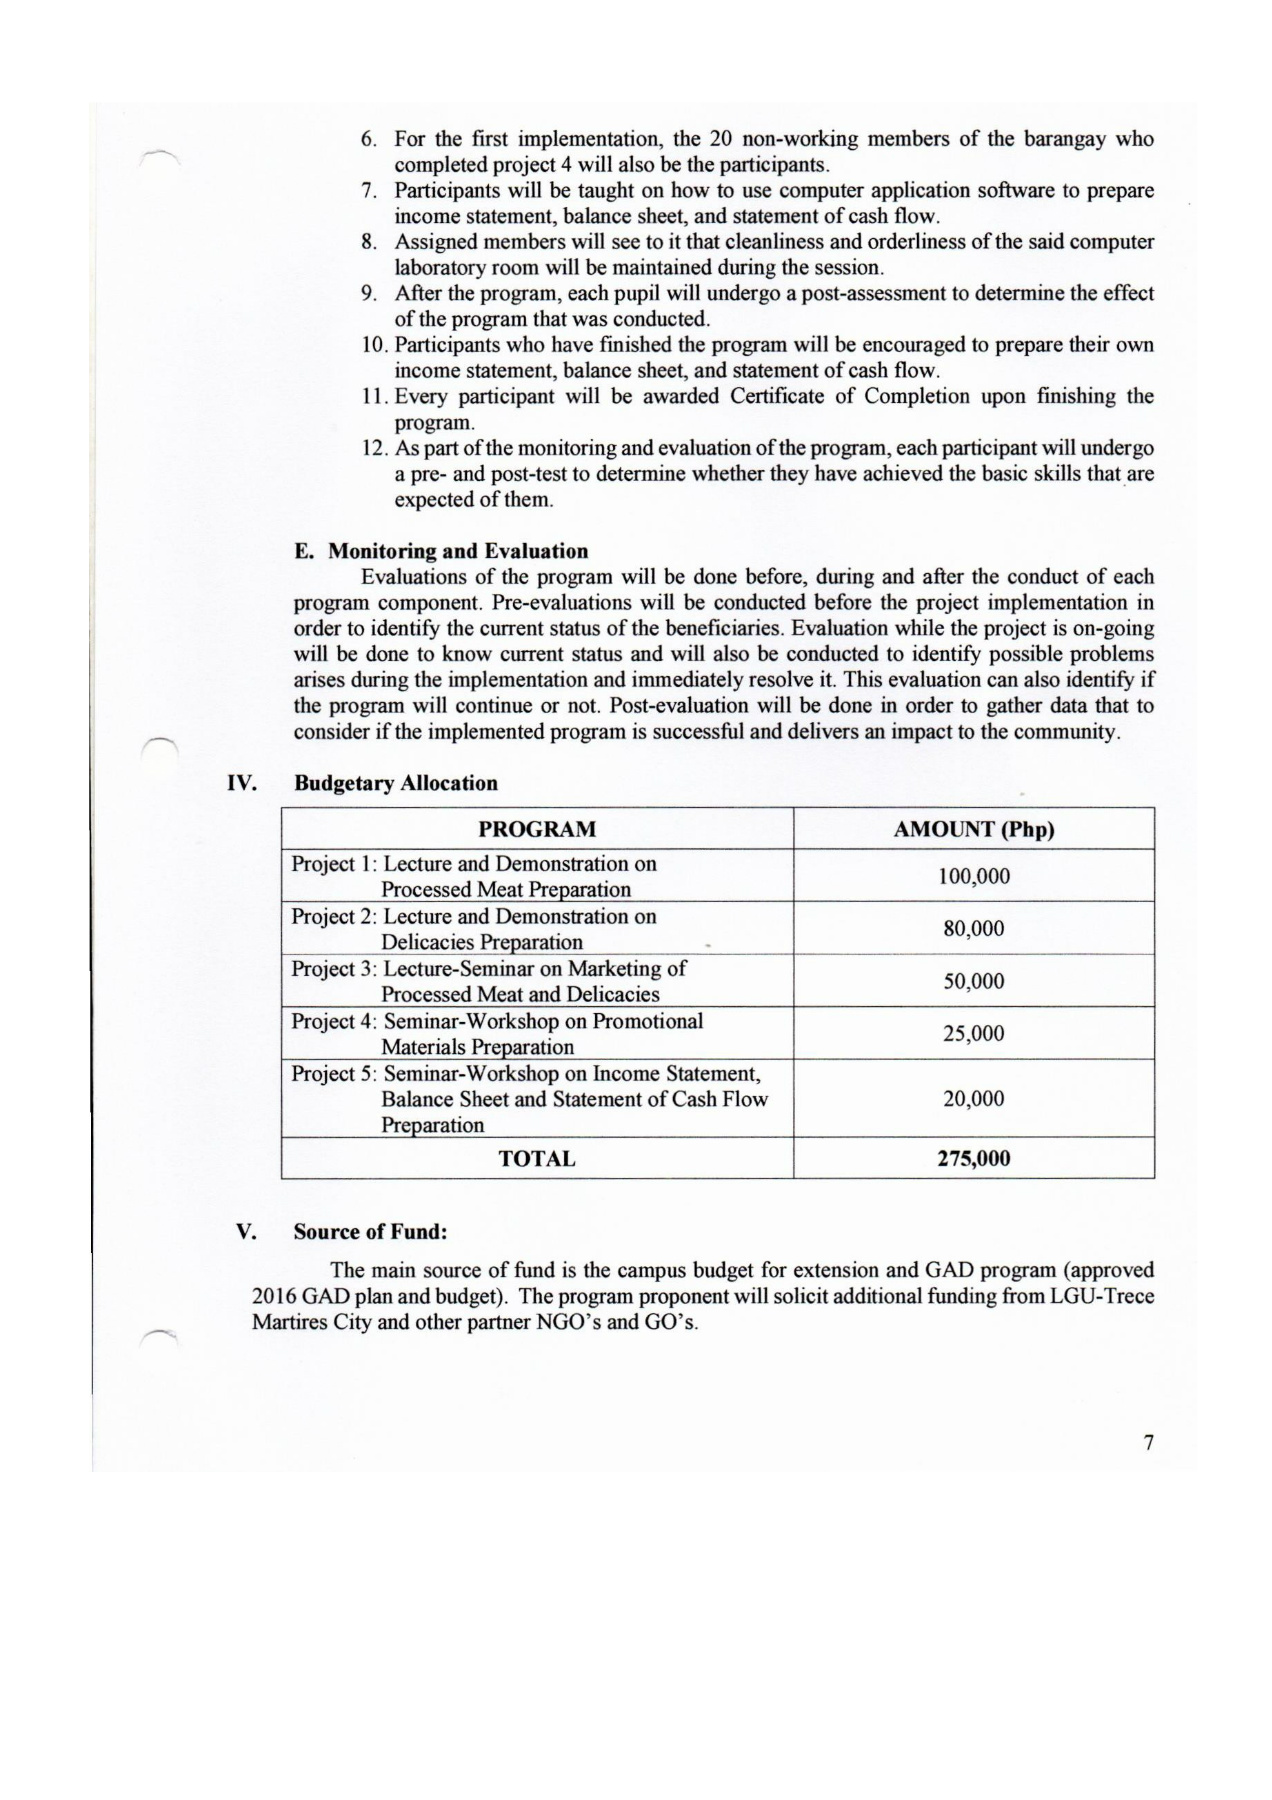 6. For the first implementation, the 20 non-working members of the barangay who
completed project 4 will also be the participants.
7. Participants will be taught on how to use computer application software to prepare
income statement, balance sheet, and statement of cash flow.
8. Assigned members will see to it that cleanliness and orderliness of the said computer
laboratory room will be maintained during the session.
9. After the program, each pupil will undergo a post-assessment to determine the effect
of the program that was conducted.
10. Participants who have finished the program will be encouraged to prepare their own
income statement, balance sheet, and statement of cash flow.
11. Every participant will be awarded Certificate of Completion upon finishing the
program.
12. As part of the monitoring and evaluation of the program, each participant will undergo
a pre- and post-test to determine whether they have achieved the basic skills that are
expected of them.
E. Monitoring and Evaluation
Evaluations of the program will be done before, during and after the conduct of each
program component. Pre-evaluations will be conducted before the project implementation in
order to identify the current status of the beneficiaries. Evaluation while the project is on-going
will be done to know current status and will also be conducted to identify possible problems
arises during the implementation and immediately resolve it. This evaluation can also identify if
the program will continue or not. Post-evaluation will be done in order to gather data that to
consider if the implemented program is successful and delivers an impact to the community.
IV. Budgetary Allocation
PROGRAM AMOUNT (Php)
Project 1: Lecture and Demonstration on
Processed Meat Preparation
100,000
Project 2: Lecture and Demonstration on
Delicacies Preparation
80,000
Project 3: Lecture-Seminar on Marketing of
Processed Meat and Delicacies
50,000
Project 4: Seminar-Workshop on Promotional
Materials Preparation
25,000
Project 5: Seminar-Workshop on Income Statement,
Balance Sheet and Statement of Cash Flow
Preparation
20,000
TOTAL 275,000
V. Source of Fund:
The main source of fund is the campus budget for extension and GAD program (approved
2016 GAD plan and budget). The program proponent will solicit additional funding from LGU-Trece
Martires City and other partner NGO's and GO's.
7